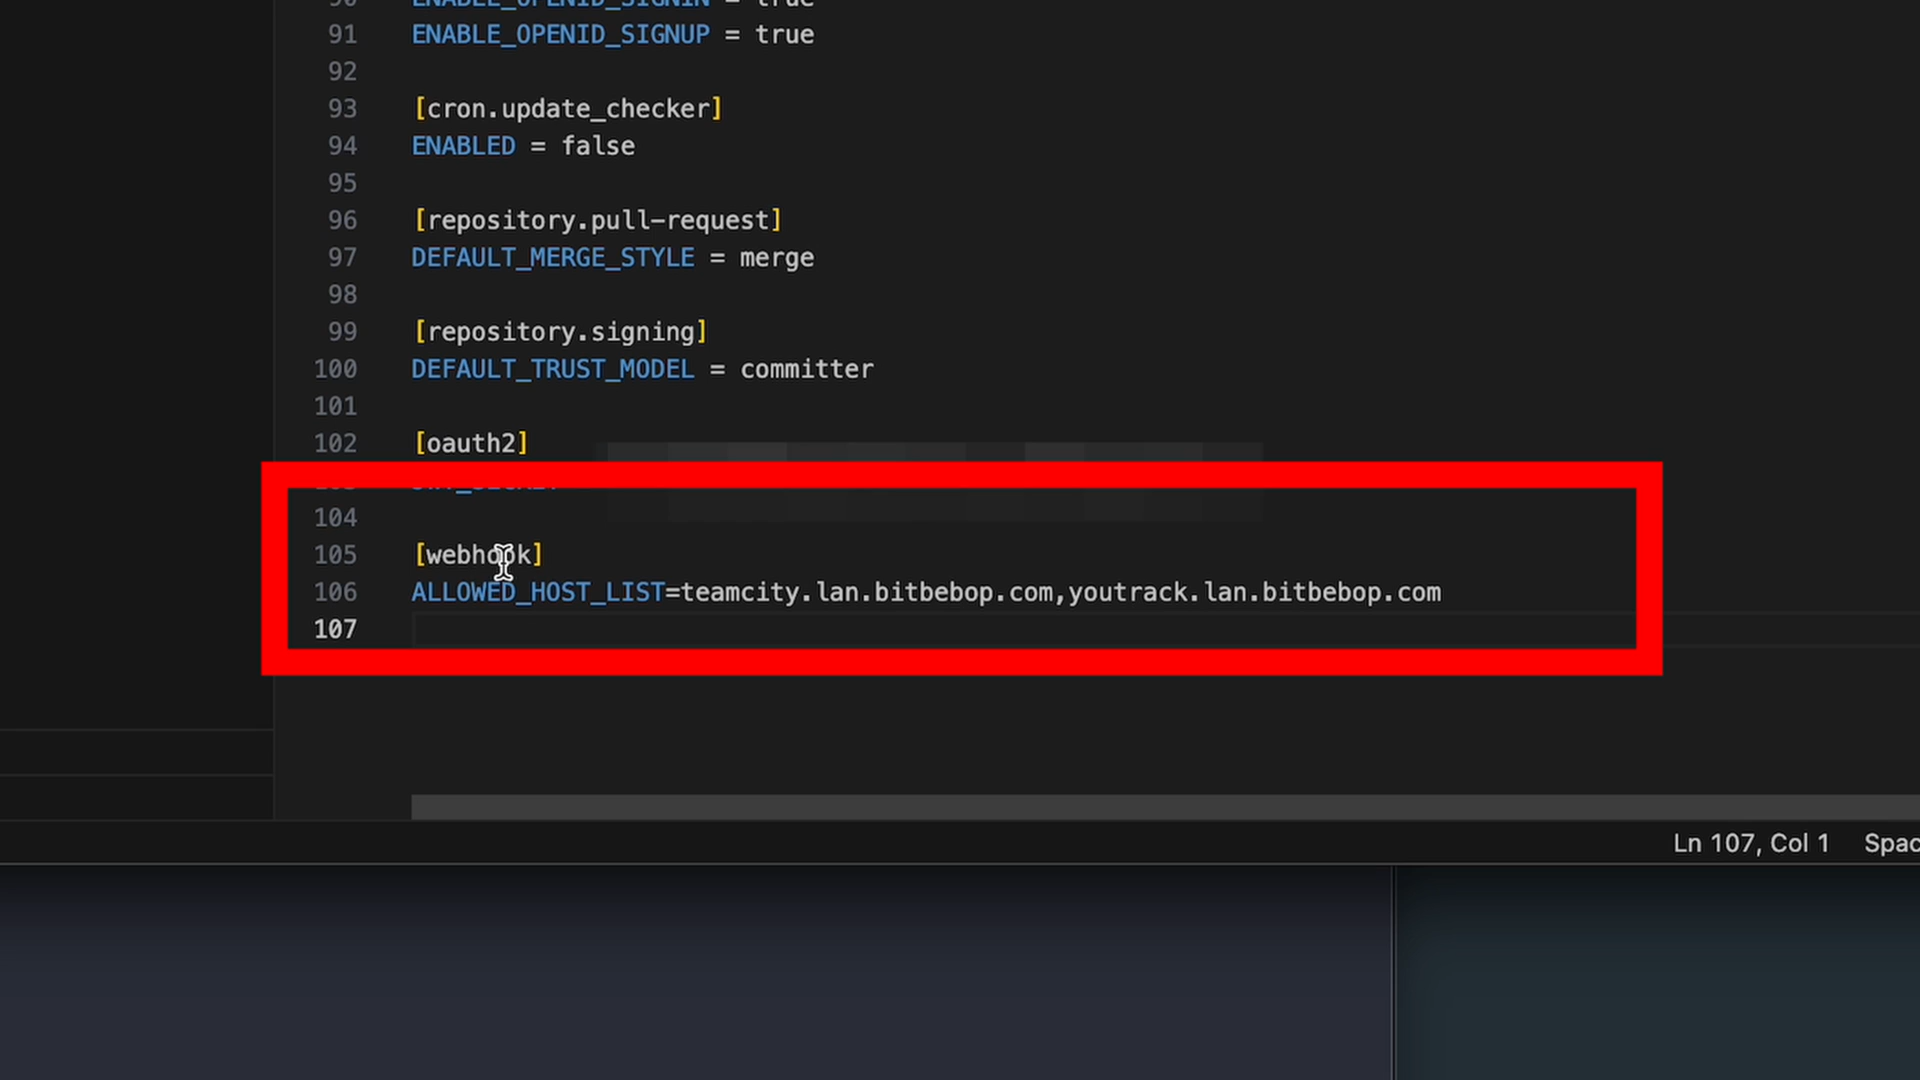 91 ENABLE_OPENID_SIGNUP = true
92
93 [cron.update_checker]
94 ENABLED = false
95
96 [repository.pull-request]
97 DEFAULT_MERGE_STYLE = merge
98
99 [repository.signing]
100 DEFAULT_TRUST_MODEL = committer
101
102 [oauth2]
104
105 [webhook]
106 ALLOWED_HOST_LIST=teamcity.lan.bitbebop.com,youtrack.lan.bitbebop.com
107
Ln 107, Col 1 Spac